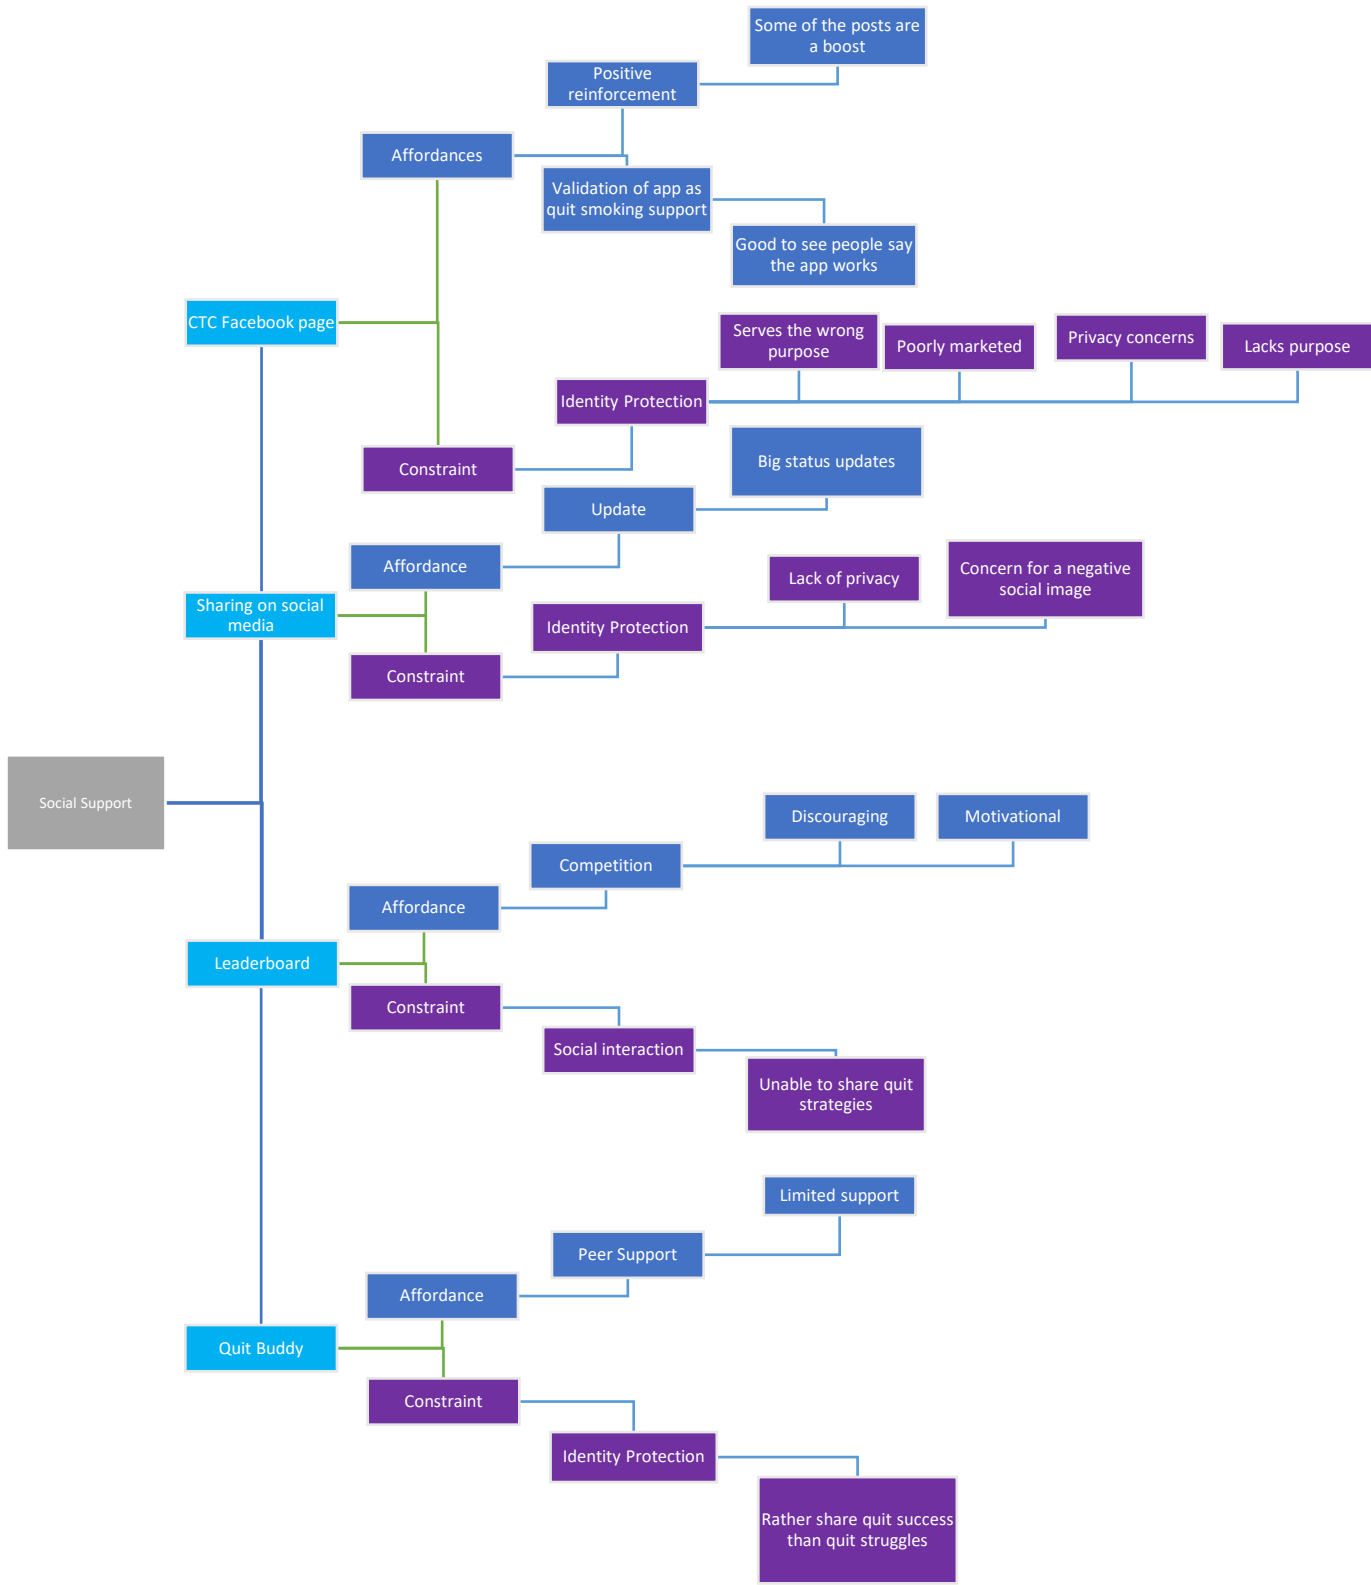 Some of the posts are
a boost
Positive
reinforcement
Affordances
Validation of app as
quit smoking support
Good to see people say
the app works
CTC Facebook page
Serves the wrong
purpose
Poorly marketed
Privacy concerns
Lacks purpose
Identity Protection
Constraint
Big status updates
Update
Affordance
Sharing on social
media
Lack of privacy
Concern for a negative
social image
Identity Protection
Constraint
Social Support
Discouraging
Motivational
Competition
Affordance
Leaderboard
Constraint
Social interaction
Unable to share quit
strategies
Limited support
Peer Support
Affordance
Quit Buddy
Constraint
Identity Protection
Rather share quit success
than quit struggles